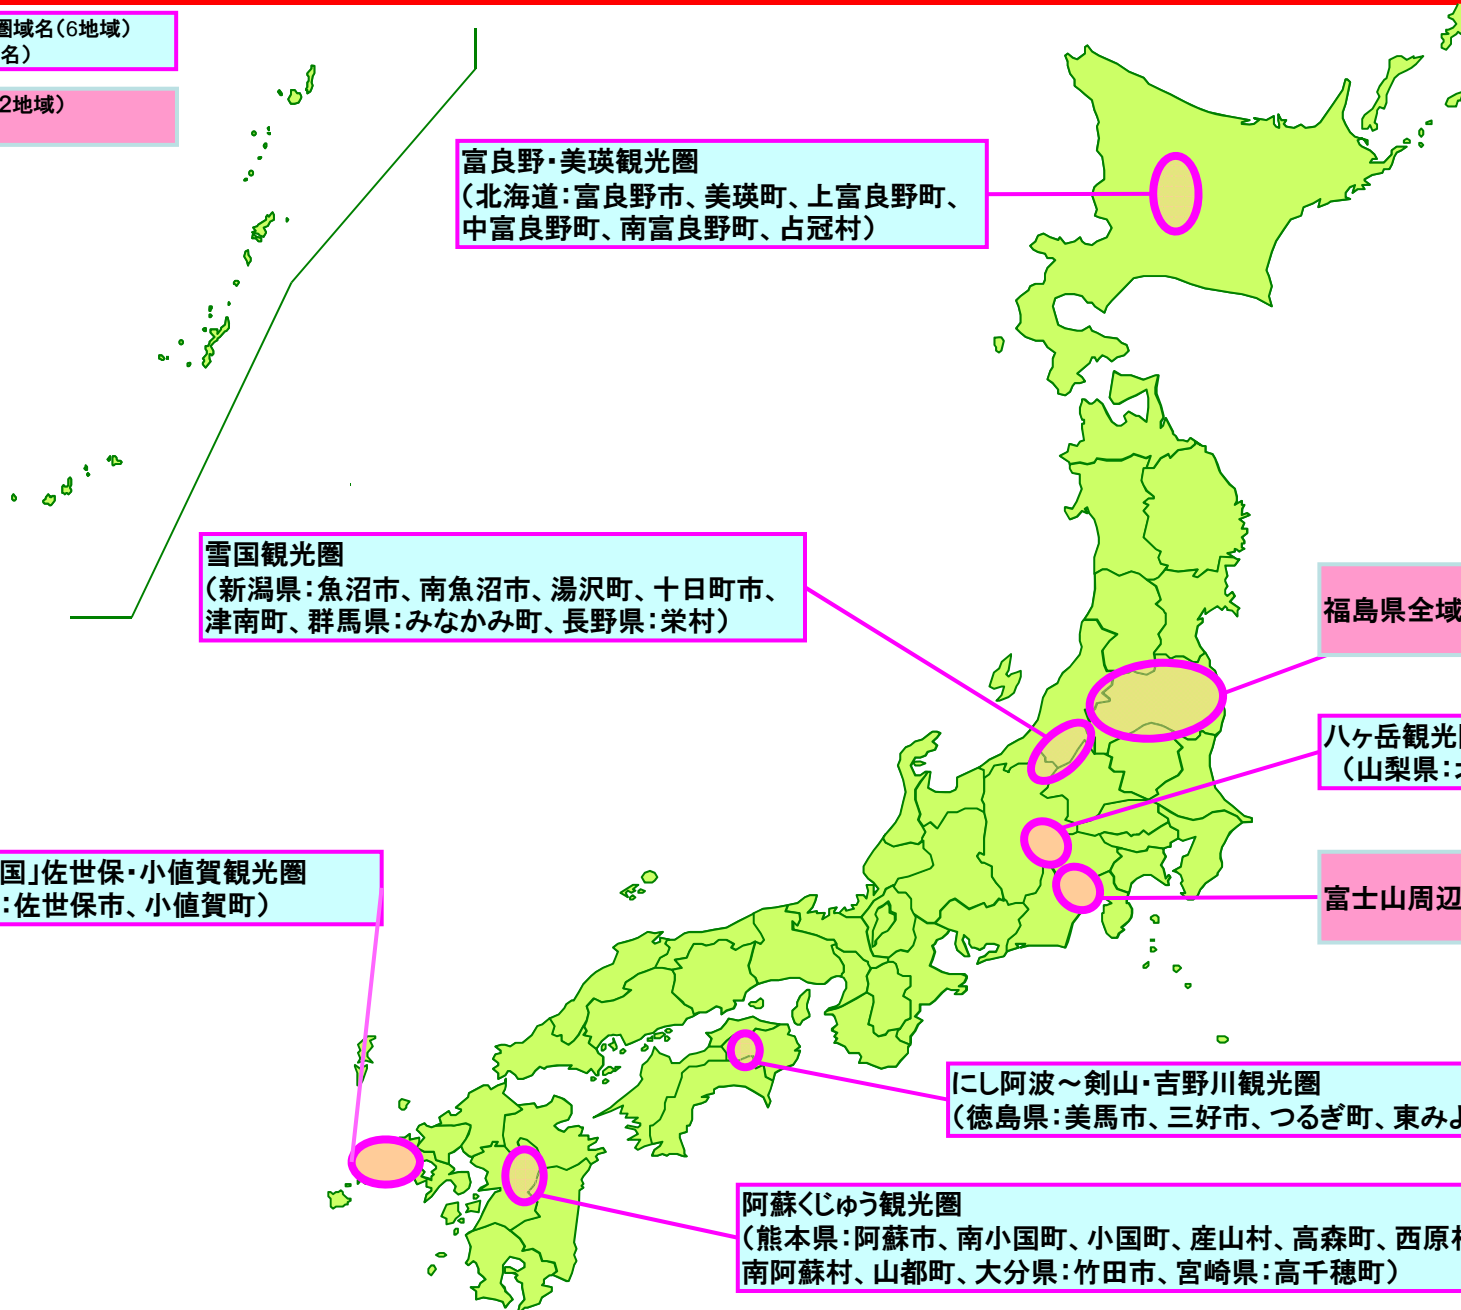 圏域名(6地域)
名)
2地域)
富良野・美瑛観光圏
(北海道:富良野市、美瑛町、上富良野町、
中富良野町、南富良野町、占冠村)
雪国観光圏
(新潟県:魚沼市、南魚沼市、湯沢町、十日町市、
津南町、群馬県:みなかみ町、長野県:栄村)
福島県全域
八ヶ岳観光
(山梨県:
国」佐世保・小値賀観光圏
:佐世保市、小値賀町)
富士山周辺
にし阿波~剣山・吉野川観光圏
(徳島県:美馬市、三好市、つるぎ町、東みよ
阿蘇くじゅう観光圏
(熊本県:阿蘇市、南小国町、小国町、産山村、高森町、西原村
南阿蘇村、山都町、大分県:竹田市、宮崎県:高千穂町)